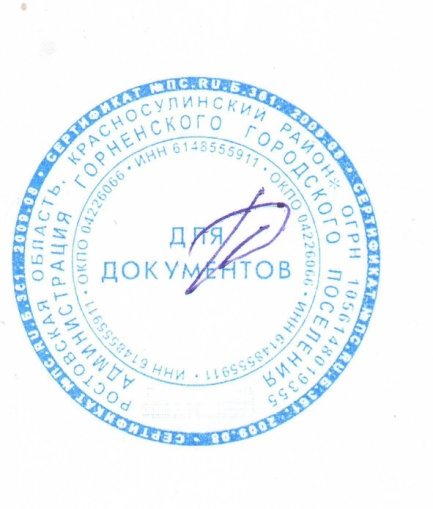 СЕРТИФИКАТ №ПС.RU.Б.361. 2009.08 • СЕРТИФИКАТ №ПС.RU.Б.361. 2009.08 • СЕРТИФИКАТ №ПС.RU.Б.361. 2009.08 •
РОСТОВСКАЯ ОБЛАСТЬ, КРАСНОСУЛИНСКИЙ РАЙОН * ОГРН 1056148019355
АДМИНИСТРАЦИЯ ГОРНЕНСКОГО ГОРОДСКОГО ПОСЕЛЕНИЯ
ИНН 6148555911 • ОКПО 04226066 • ИНН 6148555911 • ОКПО 04226066 • ИНН 6148555911 •
ДЛЯ
ДОКУМЕНТОВ